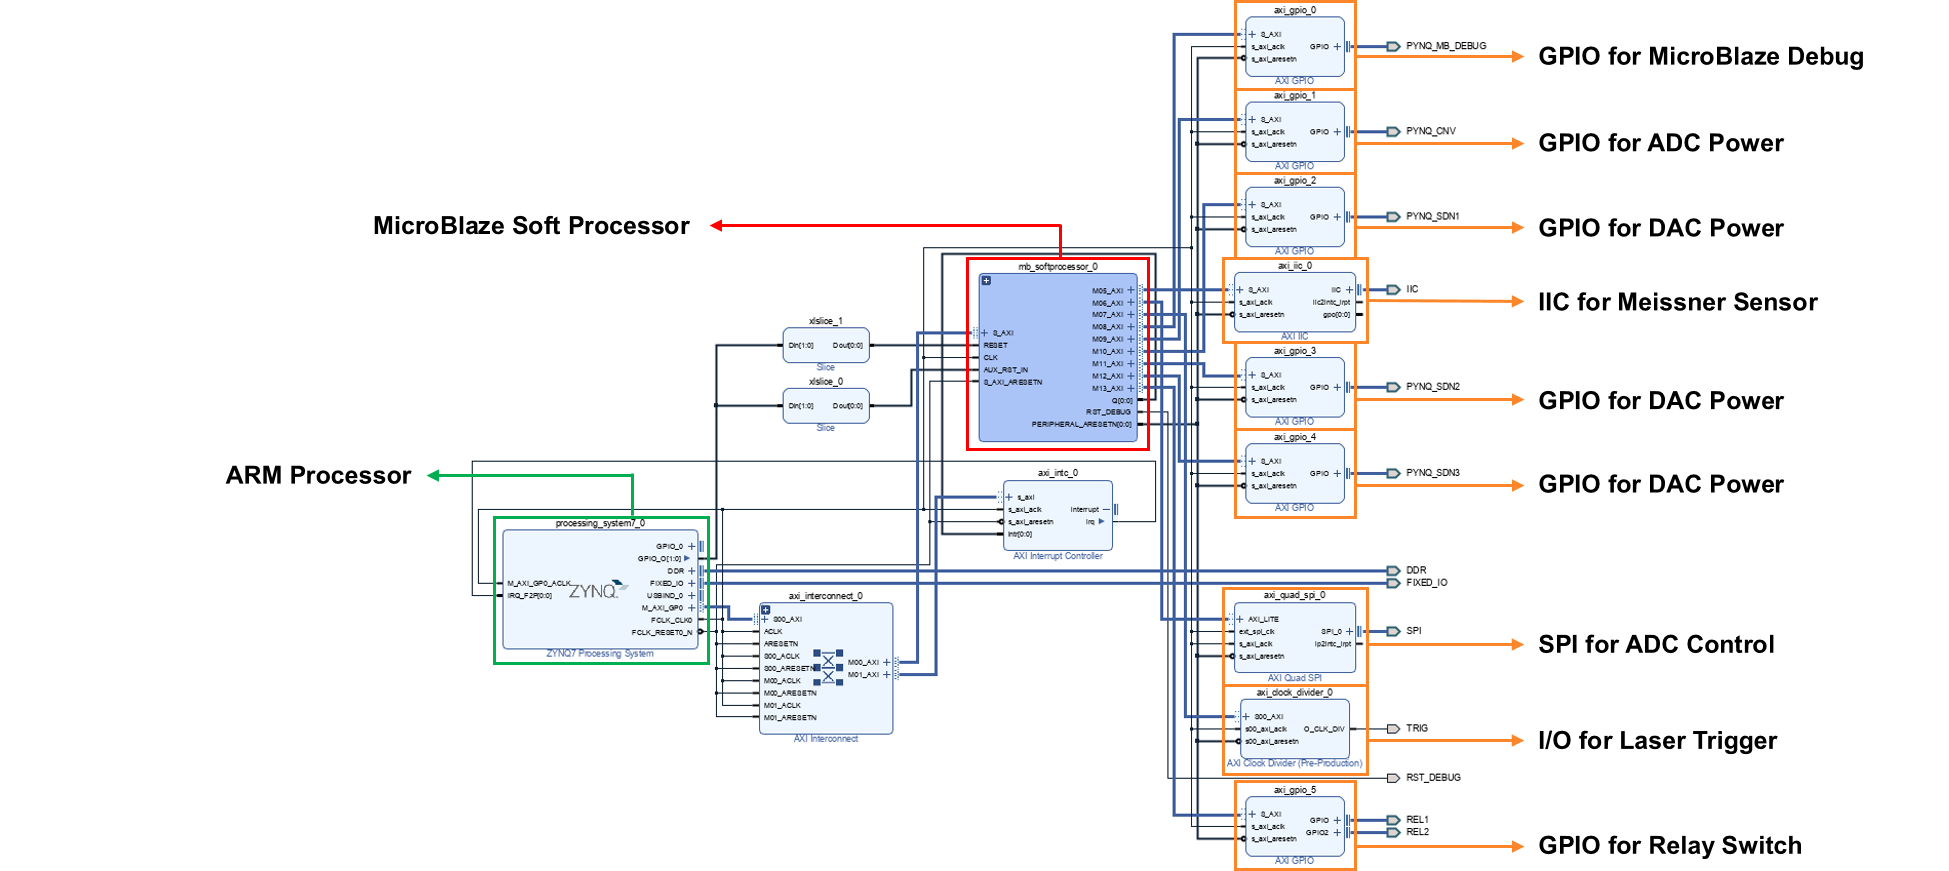 axi_gpio_0
S_AXI
s_axi_aclk
s_axi_aresetn
GPIO
AXI GPIO
PYNQ_MB_DEBUG
GPIO for MicroBlaze Debug
axi_gpio_1
S_AXI
s_axi_aclk
s_axi_aresetn
GPIO
AXI GPIO
PYNQ_CNV
GPIO for ADC Power
axi_gpio_2
S_AXI
s_axi_aclk
s_axi_aresetn
GPIO
AXI GPIO
PYNQ_SDN1
GPIO for DAC Power
MicroBlaze Soft Processor
mb_softprocessor_0
S_AXI
RESET
CLK
AUX_RST_IN
S_AXI_ARESETN
M05_AXI
M06_AXI
M07_AXI
M08_AXI
M09_AXI
M10_AXI
M11_AXI
M12_AXI
M13_AXI
Q[0:0]
RST_DEBUG
PERIPHERAL_ARESETN[0:0]
axi_iic_0
S_AXI
s_axi_aclk
s_axi_aresetn
IIC
iic2intc_irpt
gpo[0:0]
AXI IIC
IIC
IIC for Meissner Sensor
xlslice_1
Din[1:0]
Dout[0:0]
Slice
xlslice_0
Din[1:0]
Dout[0:0]
Slice
axi_gpio_3
S_AXI
s_axi_aclk
s_axi_aresetn
GPIO
AXI GPIO
PYNQ_SDN2
GPIO for DAC Power
axi_gpio_4
S_AXI
s_axi_aclk
s_axi_aresetn
GPIO
AXI GPIO
PYNQ_SDN3
GPIO for DAC Power
ARM Processor
axi_intc_0
s_axi
s_axi_aclk
s_axi_aresetn
intr[0:0]
interrupt
irq
AXI Interrupt Controller
processing_system7_0
M_AXI_GP0_ACLK
IRQ_F2P[0:0]
ZYNQ
GPIO_0
GPIO_O[1:0]
DDR
FIXED_IO
USBIND_0
M_AXI_GP0
FCLK_CLK0
FCLK_RESET0_N
ZYNQ7 Processing System
DDR
FIXED_IO
axi_interconnect_0
S00_AXI
ACLK
ARESETN
S00_ACLK
S00_ARESETN
M00_ACLK
M00_ARESETN
M01_ACLK
M01_ARESETN
M00_AXI
M01_AXI
AXI Interconnect
axi_quad_spi_0
AXI_LITE
ext_spi_clk
s_axi_aclk
s_axi_aresetn
SPI_0
ip2intc_irpt
AXI Quad SPI
SPI
SPI for ADC Control
axi_clock_divider_0
S00_AXI
s00_axi_aclk
s00_axi_aresetn
O_CLK_DIV
AXI Clock Divider (Pre-Production)
TRIG
I/O for Laser Trigger
RST_DEBUG
axi_gpio_5
S_AXI
s_axi_aclk
s_axi_aresetn
GPIO
GPIO2
AXI GPIO
REL1
REL2
GPIO for Relay Switch